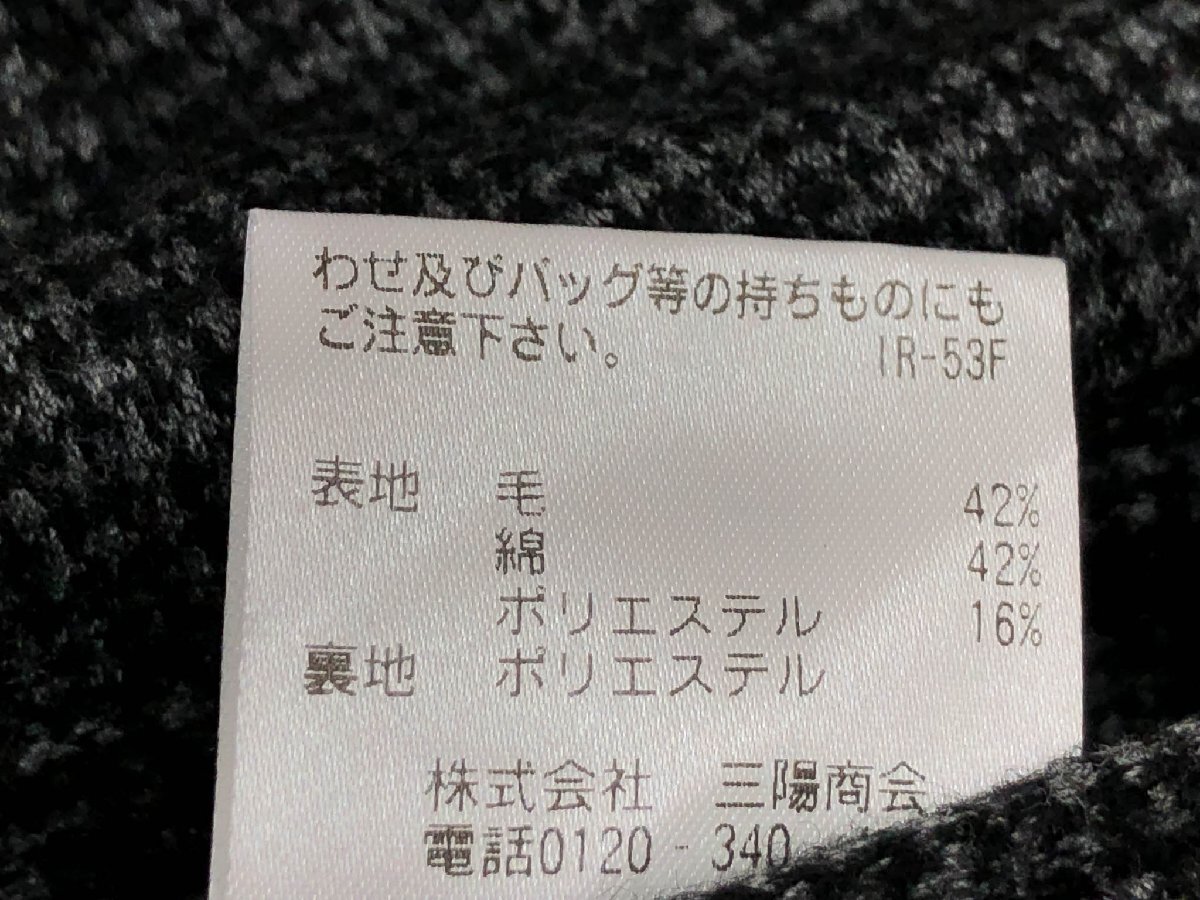 わせ及びバッグ等の持ちものにも
ご注意下さい。
IR-53F
表地 毛 42%
綿 42%
ポリエステル 16%
裏地 ポリエステル
株式会社 三陽商会
電話0120-340